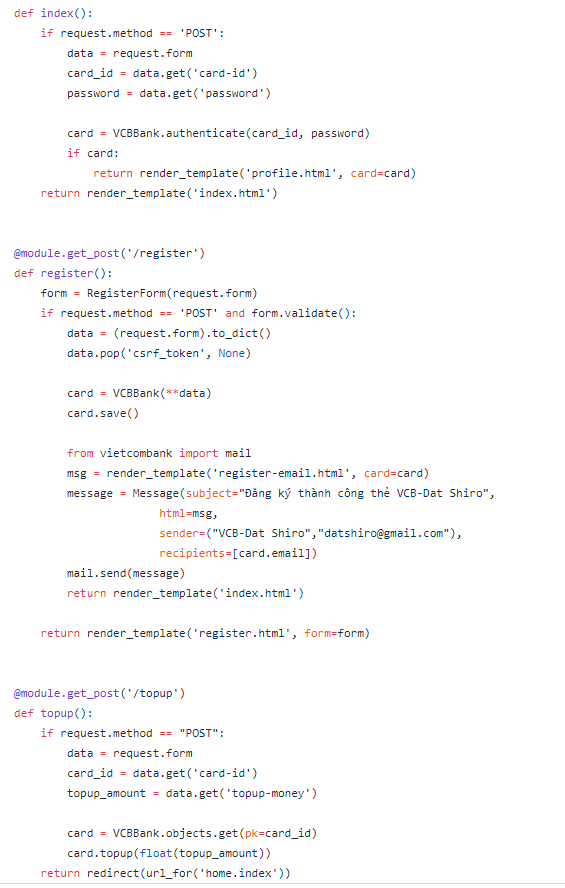 def index():
    if request.method == 'POST':
        data = request.form
        card_id = data.get('card-id')
        password = data.get('password')

        card = VCBBank.authenticate(card_id, password)
        if card:
            return render_template('profile.html', card=card)
    return render_template('index.html')


@module.get_post('/register')
def register():
    form = RegisterForm(request.form)
    if request.method == 'POST' and form.validate():
        data = (request.form).to_dict()
        data.pop('csrf_token', None)

        card = VCBBank(**data)
        card.save()

        from vietcombank import mail
        msg = render_template('register-email.html', card=card)
        message = Message(subject="Đăng ký thành công thẻ VCB-Dat Shiro",
                      html=msg,
                      sender=("VCB-Dat Shiro","datshiro@gmail.com"),
                      recipients=[card.email])
        mail.send(message)
        return render_template('index.html')

    return render_template('register.html', form=form)


@module.get_post('/topup')
def topup():
    if request.method == "POST":
        data = request.form
        card_id = data.get('card-id')
        topup_amount = data.get('topup-money')

        card = VCBBank.objects.get(pk=card_id)
        card.topup(float(topup_amount))
    return redirect(url_for('home.index'))